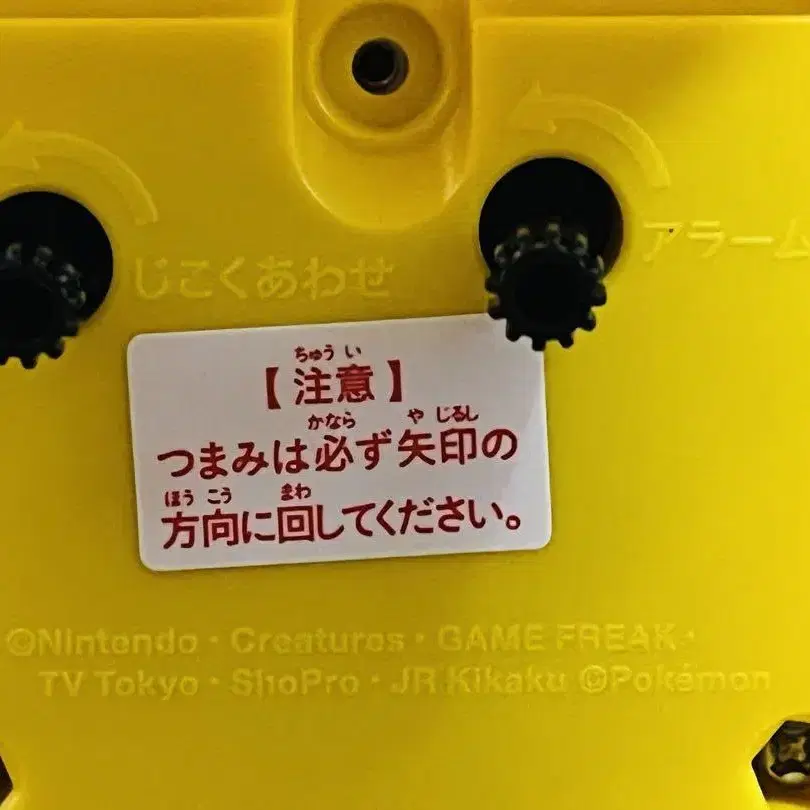 アラーム
じこくあわせ
ちゅう い
【注意】
かなら や じるし
つまみは必ず矢印の
ほう こう まわ
方向に回してください。
©Nintendo・Creatures・GAME FREAK・
TV Tokyo・ShoPro・JR Kikaku ©Pokémon